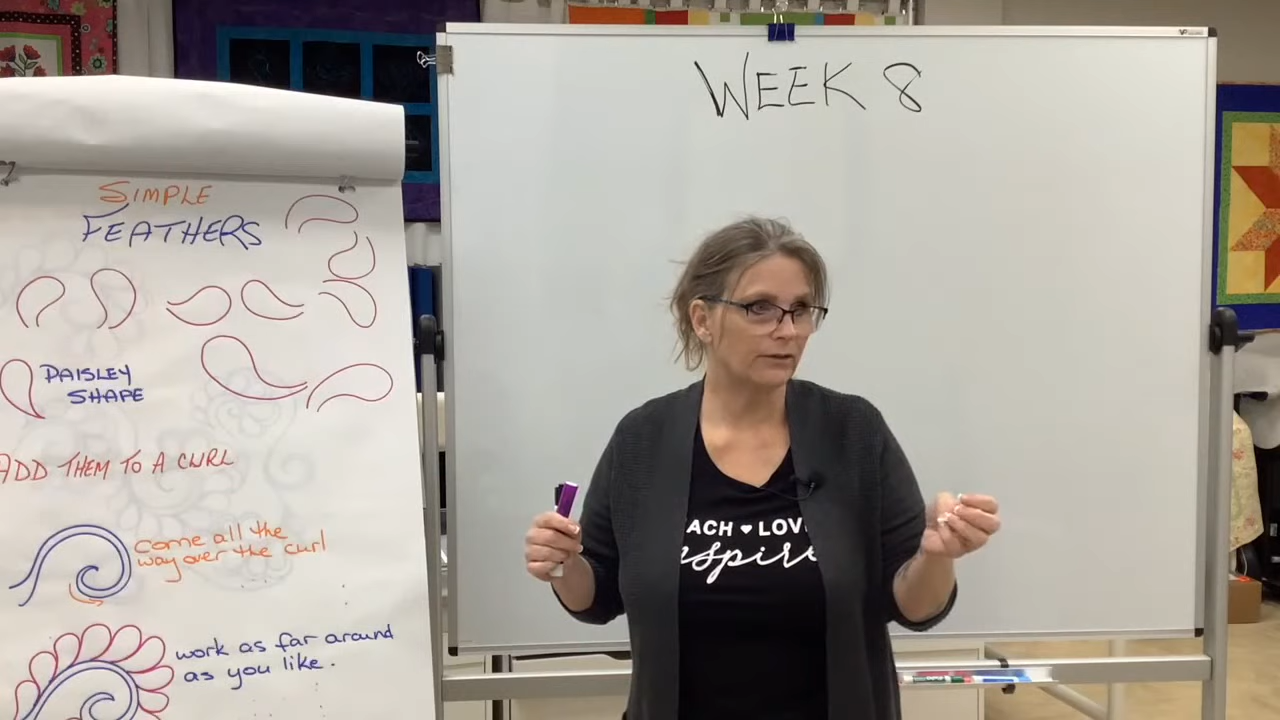 SIMPLE
FEATHERS
PAISLEY
SHAPE
ADD THEM TO A CURL
come all the
way over the curl
work as far around
as you like.
WEEK 8
ACH ♥ LOV
nspire